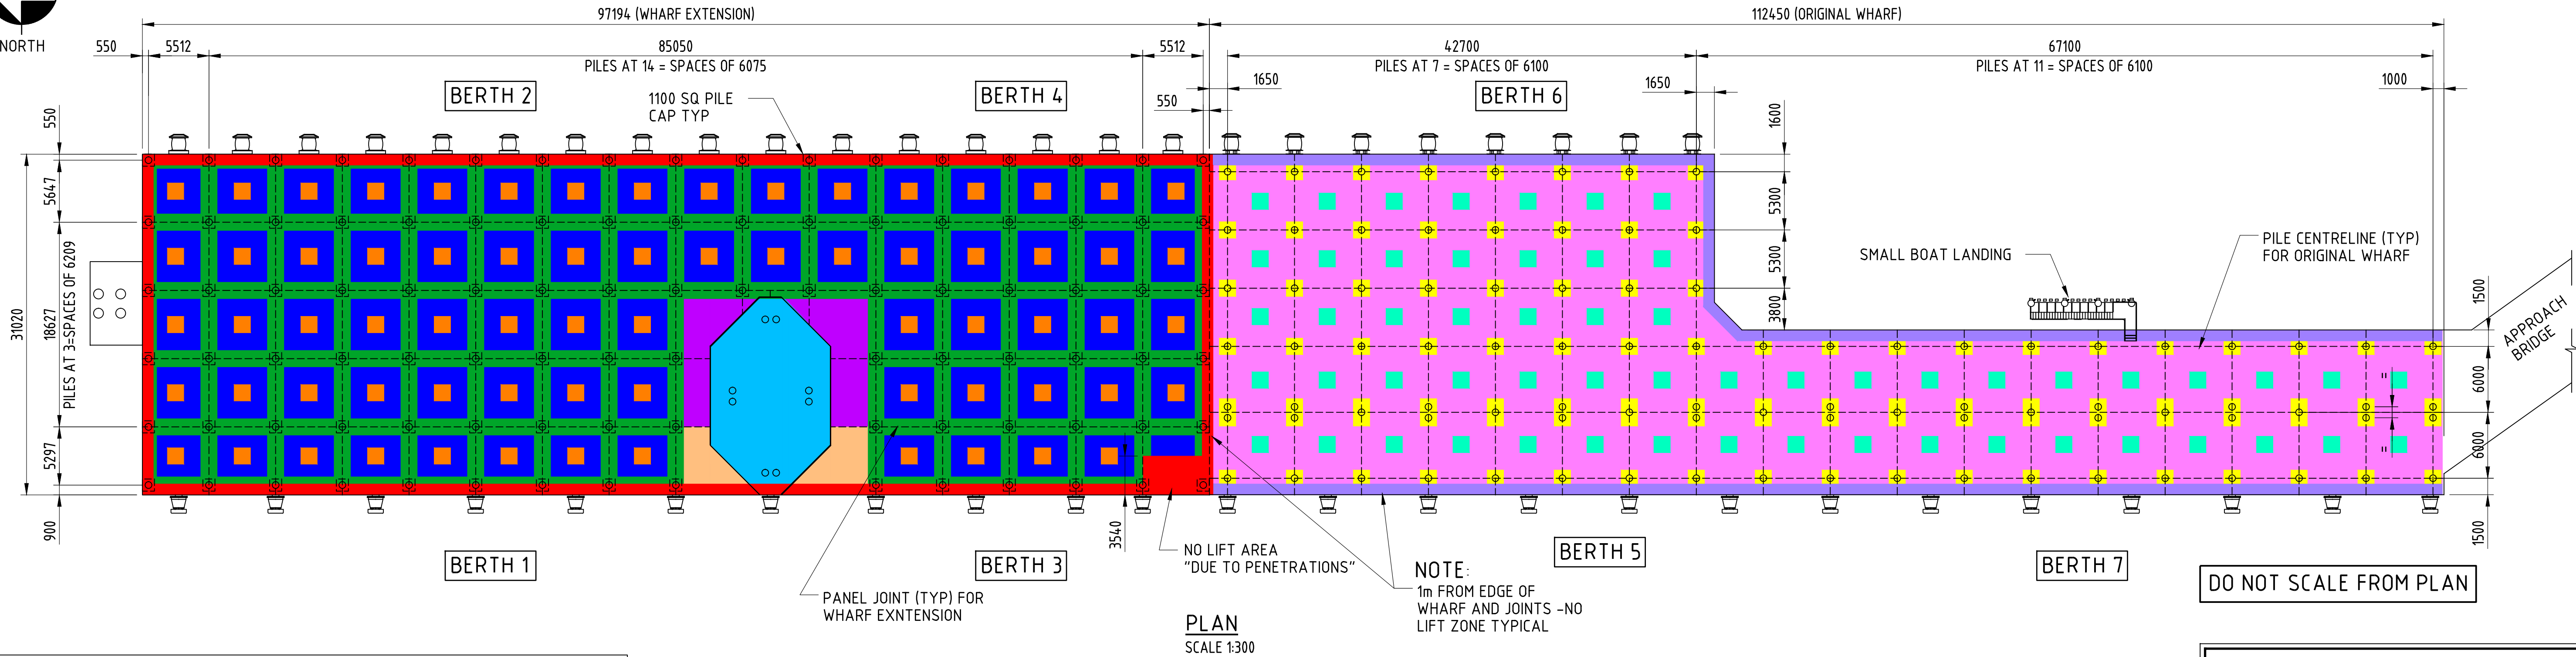 97194 (WHARF EXTENSION)
112450 (ORIGINAL WHARF)
NORTH
550
5512
85050
5512
42700
67100
PILES AT 14 = SPACES OF 6075
PILES AT 7 = SPACES OF 6100
PILES AT 11 = SPACES OF 6100
1650
1650
1000
BERTH 2
BERTH 4
BERTH 6
1100 SQ PILE
CAP TYP
550
550
1600
5647
31020
18627
PILES AT 3=SPACES OF 6209
5297
900
5300
5300
3800
SMALL BOAT LANDING
PILE CENTRELINE (TYP)
FOR ORIGINAL WHARF
1500
APPROACH
BRIDGE
6000
=
=
6000
1500
3540
BERTH 1
BERTH 3
BERTH 5
BERTH 7
NO LIFT AREA
"DUE TO PENETRATIONS"
NOTE:
1m FROM EDGE OF
WHARF AND JOINTS -NO
LIFT ZONE TYPICAL
PANEL JOINT (TYP) FOR
WHARF EXNTENSION
DO NOT SCALE FROM PLAN
PLAN
SCALE 1:300